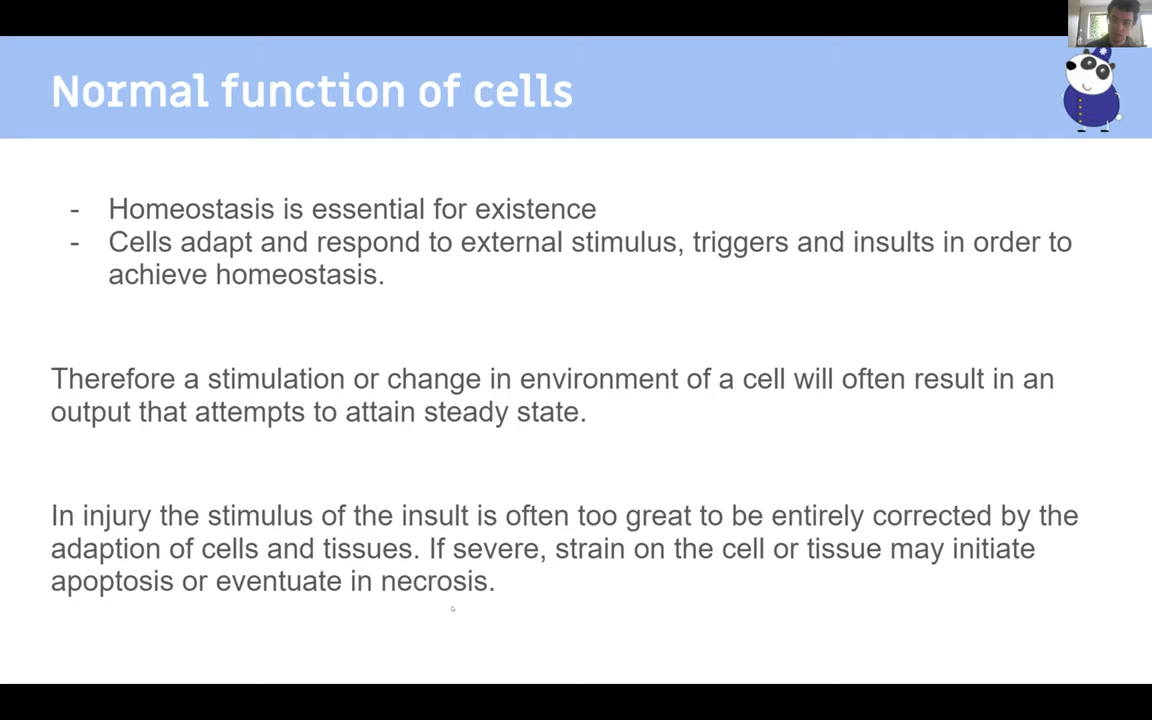 Normal function of cells
- Homeostasis is essential for existence
- Cells adapt and respond to external stimulus, triggers and insults in order to
achieve homeostasis.
Therefore a stimulation or change in environment of a cell will often result in an
output that attempts to attain steady state.
In injury the stimulus of the insult is often too great to be entirely corrected by the
adaption of cells and tissues. If severe, strain on the cell or tissue may initiate
apoptosis or eventuate in necrosis.